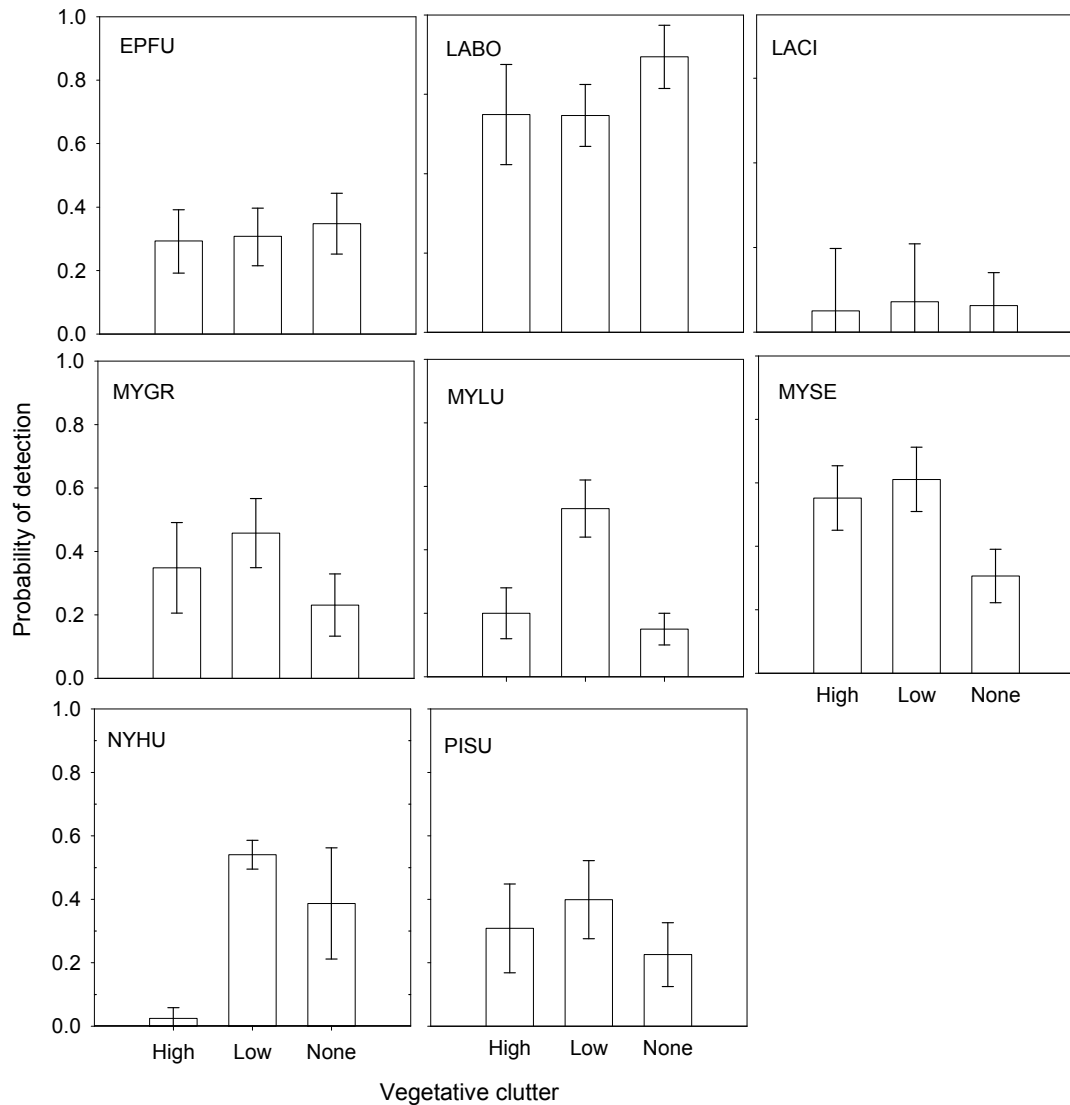 1.0
0.8
0.6
0.4
0.2
0.0
EPFU
LABO
LACI
1.0
0.8
0.6
0.4
0.2
0.0
MYGR
MYLU
MYSE
High Low None
Probability of detection
1.0
0.8
0.6
0.4
0.2
0.0
NYHU
PISU
High Low None
High Low None
Vegetative clutter